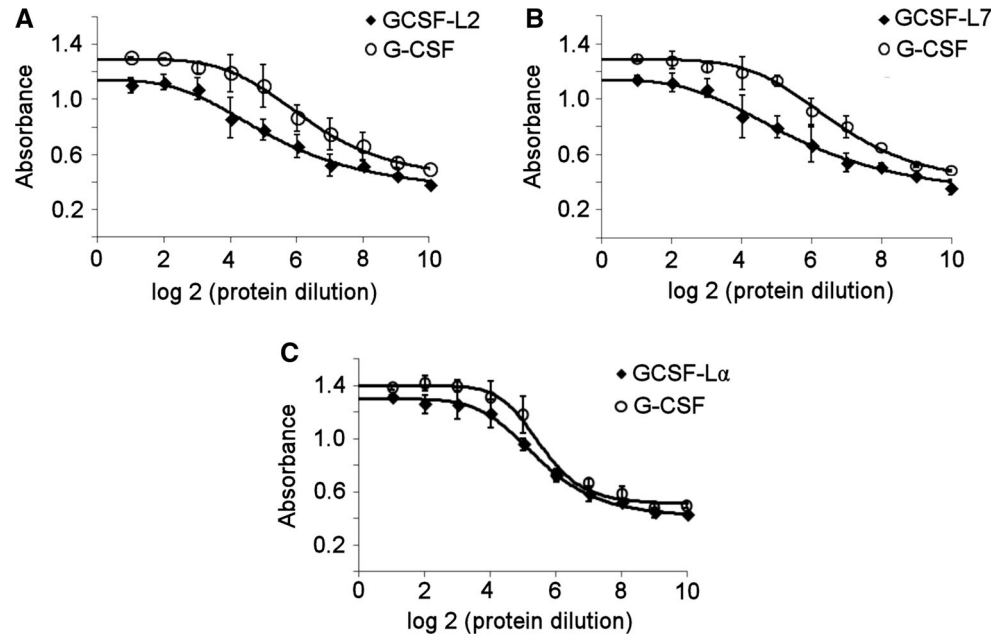 A
GCSF-L2
G-CSF
Absorbance
1.4
1.0
0.6
0.2
0 2 4 6 8 10
log 2 (protein dilution)
B
GCSF-L7
G-CSF
Absorbance
1.4
1.0
0.6
0.2
0 2 4 6 8 10
log 2 (protein dilution)
C
GCSF-Lα
G-CSF
Absorbance
1.4
1.0
0.6
0.2
0 2 4 6 8 10
log 2 (protein dilution)